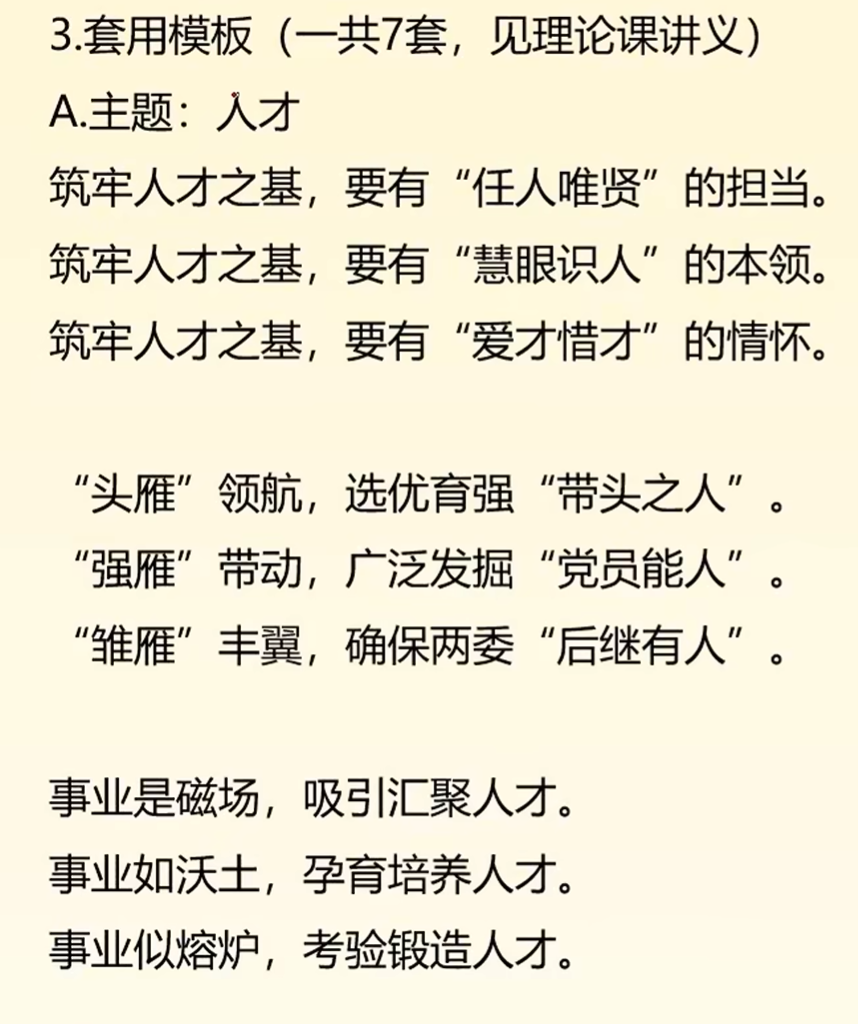 3.套用模板（一共7套，见理论课讲义）
A.主题：人才
筑牢人才之基，要有“任人唯贤”的担当。
筑牢人才之基，要有“慧眼识人”的本领。
筑牢人才之基，要有“爱才惜才”的情怀。
“头雁”领航，选优育强“带头之人”。
“强雁”带动，广泛发掘“党员能人”。
“雏雁”丰翼，确保两委“后继有人”。
事业是磁场，吸引汇聚人才。
事业如沃土，孕育培养人才。
事业似熔炉，考验锻造人才。